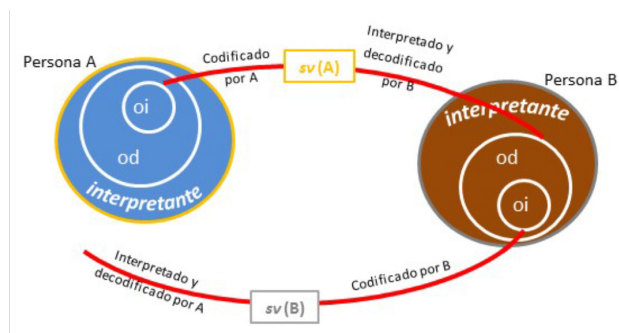 Persona A
Codificado
por A
sv (A)
Interpretado y
decodificado
por B
Persona B
oi
od
interpretante
interpretante
od
oi
Interpretado y
decodificado por A
sv (B)
Codificado por B